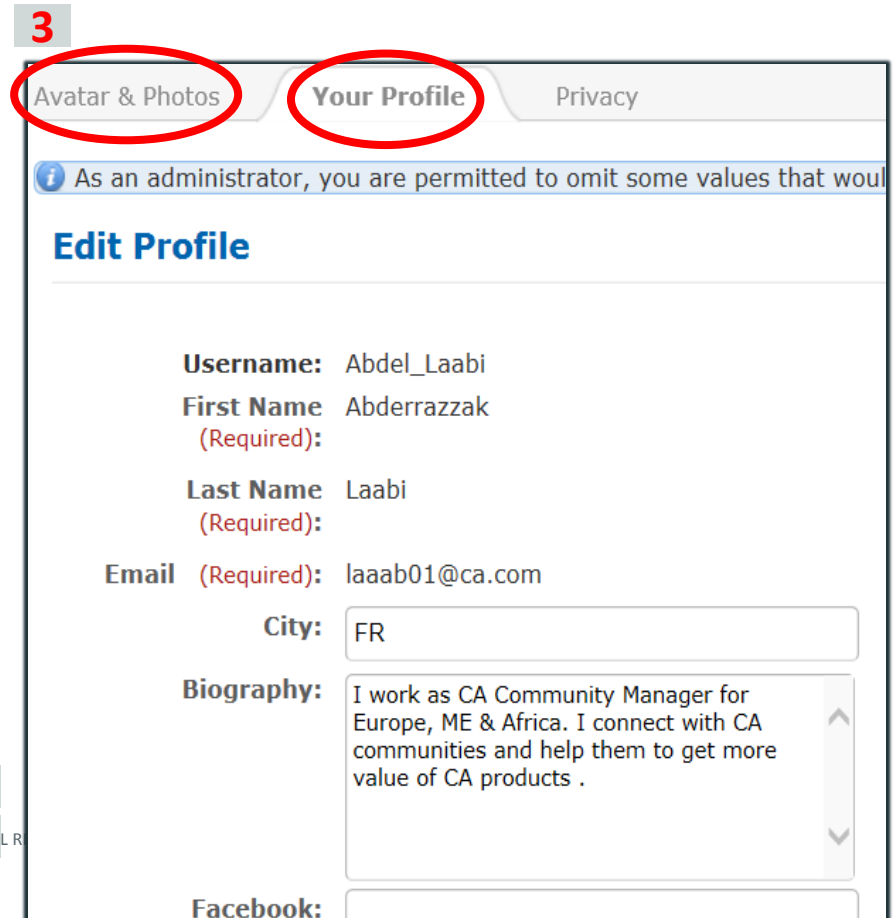 3
Avatar & Photos Your Profile Privacy
As an administrator, you are permitted to omit some values that woul
Edit Profile
Username: Abdel_Laabi
First Name Abderrazzak
(Required):
Last Name Laabi
(Required):
Email (Required): laaab01@ca.com
City: FR
Biography: I work as CA Community Manager for
Europe, ME & Africa. I connect with CA
communities and help them to get more
value of CA products .
L R
Facebook: